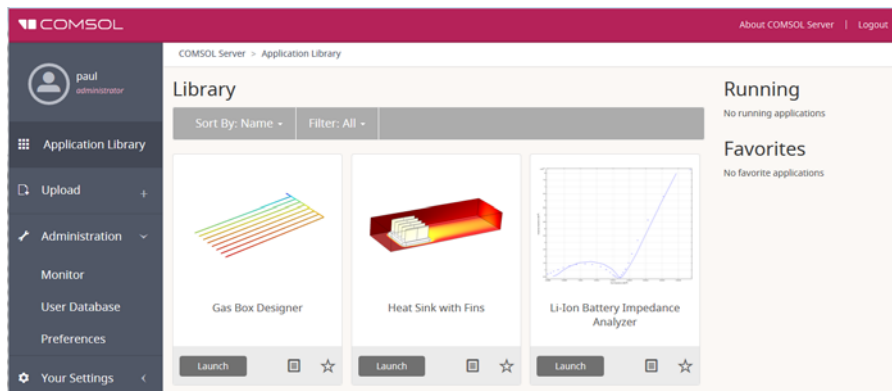 COMSOL
About COMSOL Server | Logout
paul
administrator
Application Library
Upload +
Administration
Monitor
User Database
Preferences
Your Settings
COMSOL Server > Application Library
Library
Sort By: Name
Filter: All
Gas Box Designer
Launch
Heat Sink with Fins
Launch
Li-Ion Battery Impedance
Analyzer
Launch
Running
No running applications
Favorites
No favorite applications